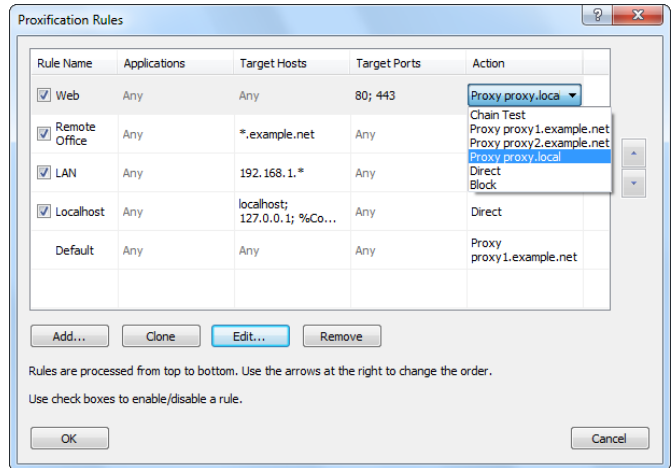 Proxification Rules
Rule Name Applications Target Hosts Target Ports Action
Web Any Any 80; 443 Proxy proxy.loca
Chain Test
Proxy proxy1.example.net
Proxy proxy2.example.net
Proxy proxy.local
Direct
Block
Remote
Office Any *.example.net Any
LAN Any 192.168.1.* Any
Localhost Any localhost;
127.0.0.1; %Co... Any Direct
Default Any Any Any Proxy
proxy1.example.net
Add... Clone Edit... Remove
Rules are processed from top to bottom. Use the arrows at the right to change the order.
Use check boxes to enable/disable a rule.
OK Cancel